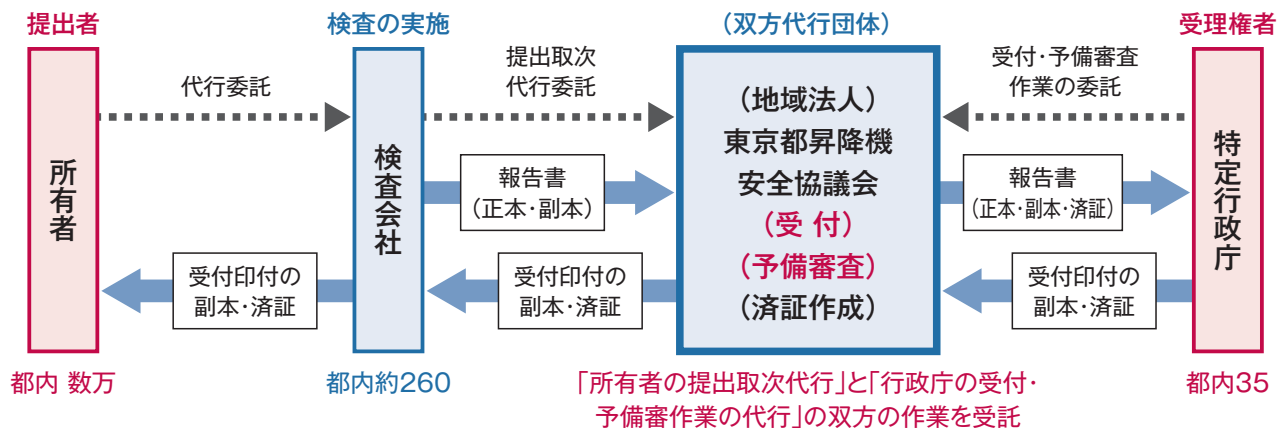 提出者
検査の実施
（双方代行団体）
受理権者
代行委託
提出取次
代行委託
受付・予備審査
作業の委託
所有者
検査会社
（地域法人）
東京都昇降機
安全協議会
（受 付）
（予備審査）
（済証作成）
特定行政庁
報告書
（正本・副本）
報告書
（正本・副本・済証）
受付印付の
副本・済証
受付印付の
副本・済証
受付印付の
副本・済証
都内 数万
都内約260
「所有者の提出取次代行」と「行政庁の受付・
予備審作業の代行」の双方の作業を受託
都内35